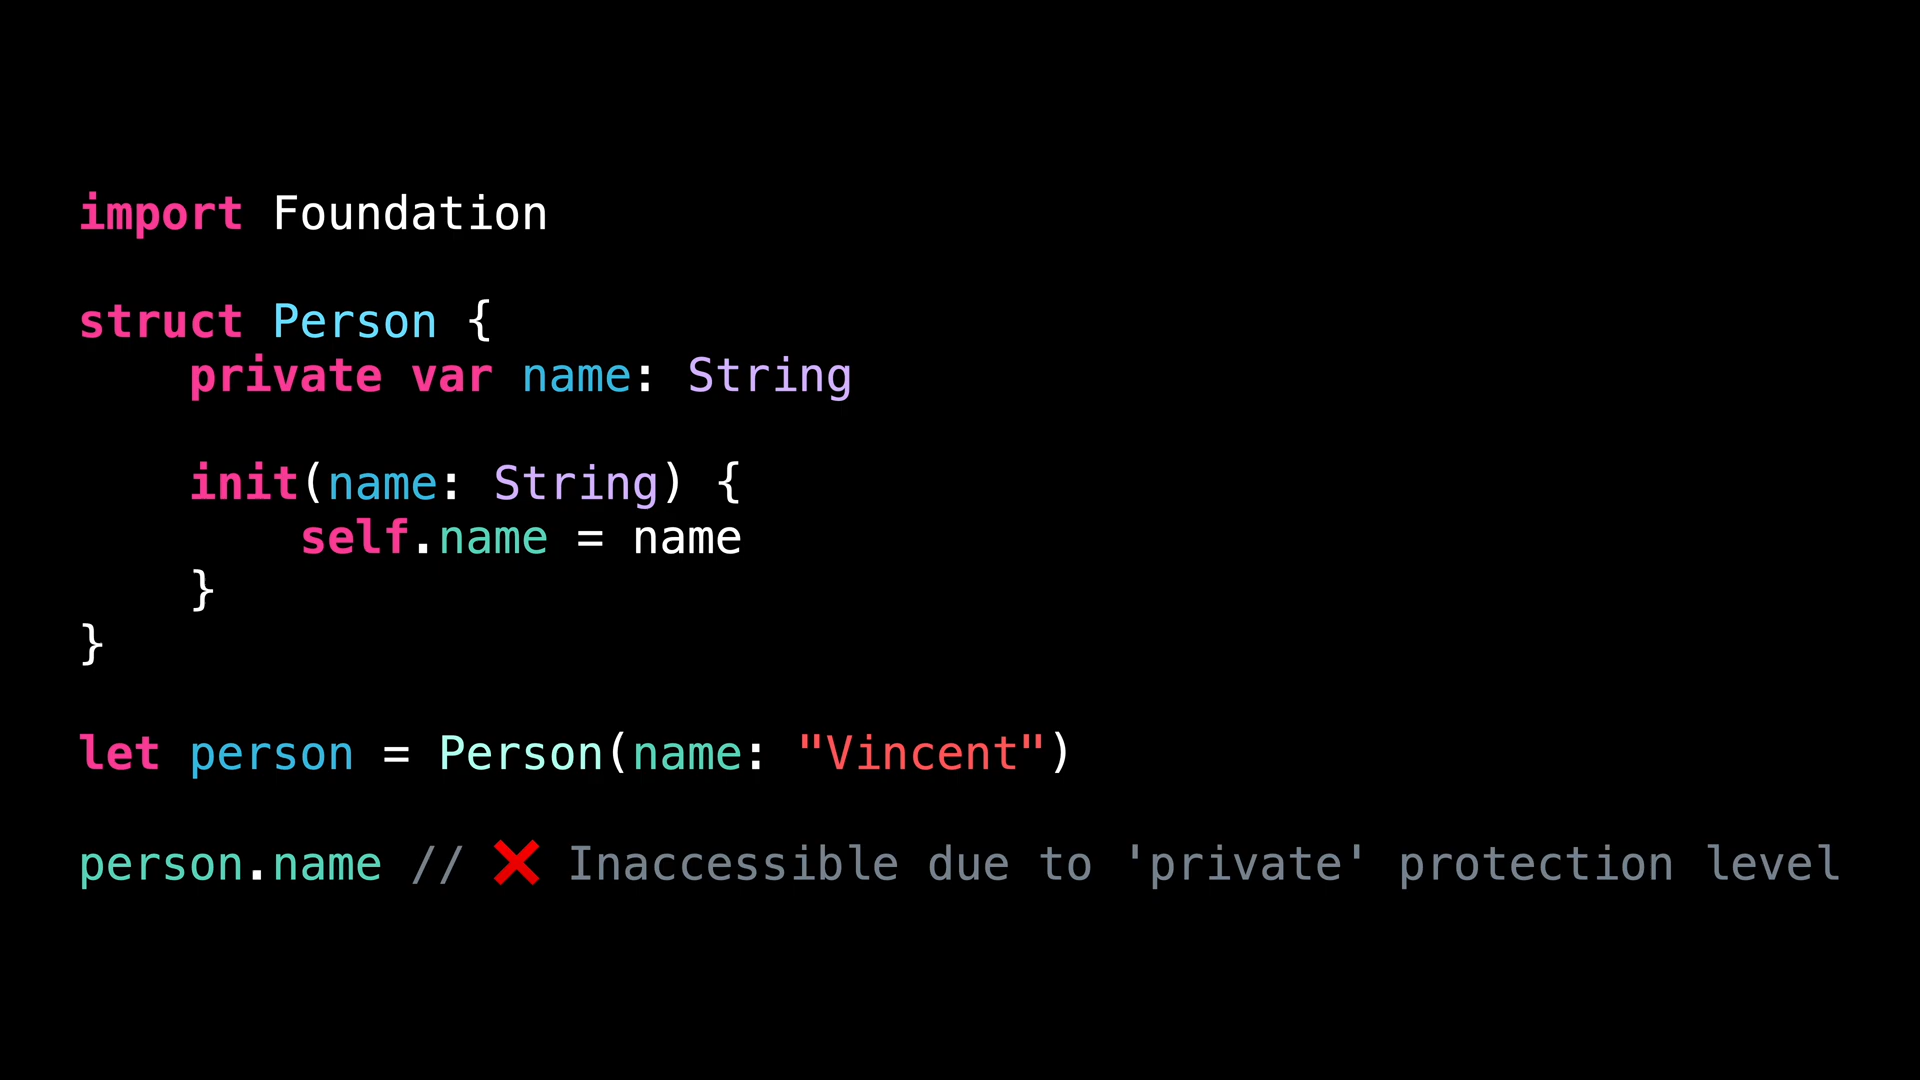 import Foundation
struct Person {
    private var name: String
    init(name: String) {
        self.name = name
    }
}
let person = Person(name: "Vincent")
person.name // ❌ Inaccessible due to 'private' protection level